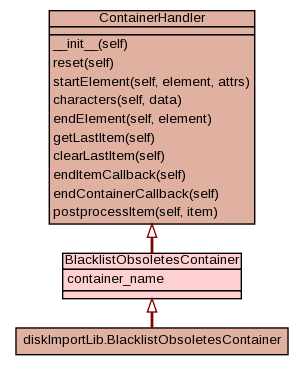 ContainerHandler
__init__(self)
reset(self)
startElement(self, element, attrs)
characters(self, data)
endElement(self, element)
getLastItem(self)
clearLastItem(self)
endItemCallback(self)
endContainerCallback(self)
postprocessItem(self, item)
BlacklistObsoletesContainer
container_name
diskImportLib.BlacklistObsoletesContainer